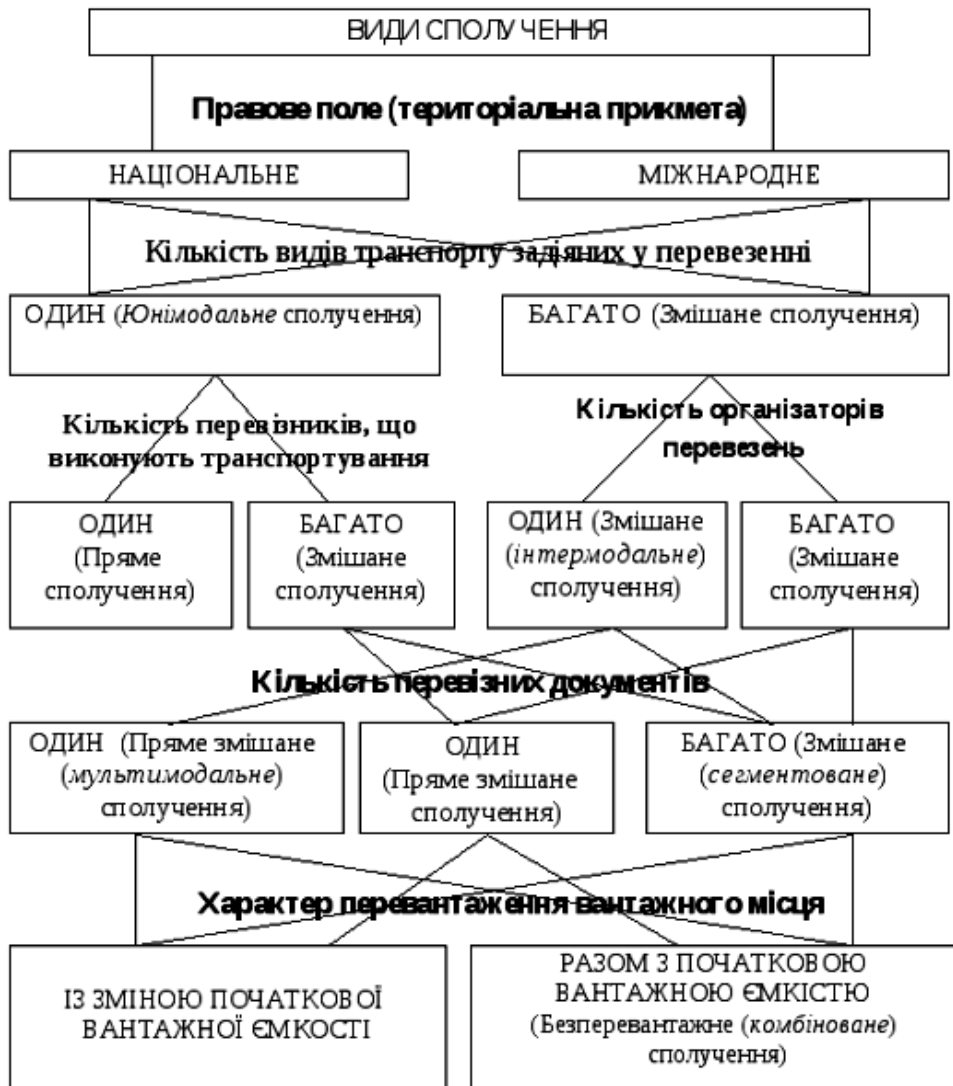 ВИДИ СПОЛУЧЕННЯ
Правове поле (територіальна прикмета)
НАЦІОНАЛЬНЕ
МІЖНАРОДНЕ
Кількість видів транспорту задіяних у перевезенні
ОДИН (Юнімодальне сполучення)
БАГАТО (Змішане сполучення)
Кількість перевізників, що
виконують транспортування
Кількість організаторів
перевезень
ОДИН
(Пряме
сполучення)
БАГАТО
(Змішане
сполучення)
ОДИН (Змішане
(інтермодальне)
сполучення)
БАГАТО
(Змішане
сполучення)
Кількість перевізних документів
ОДИН (Пряме змішане
(мультимодальне)
сполучення)
ОДИН
(Пряме змішане
сполучення)
БАГАТО (Змішане
(сегментоване)
сполучення)
Характер перевантаження вантажного місця
ІЗ ЗМІНОЮ ПОЧАТКОВОЇ
ВАНТАЖНОЇ ЄМКОСТІ
РАЗОМ З ПОЧАТКОВОЮ
ВАНТАЖНОЮ ЄМКІСТЮ
(Безперевантажне (комбіноване)
сполучення)